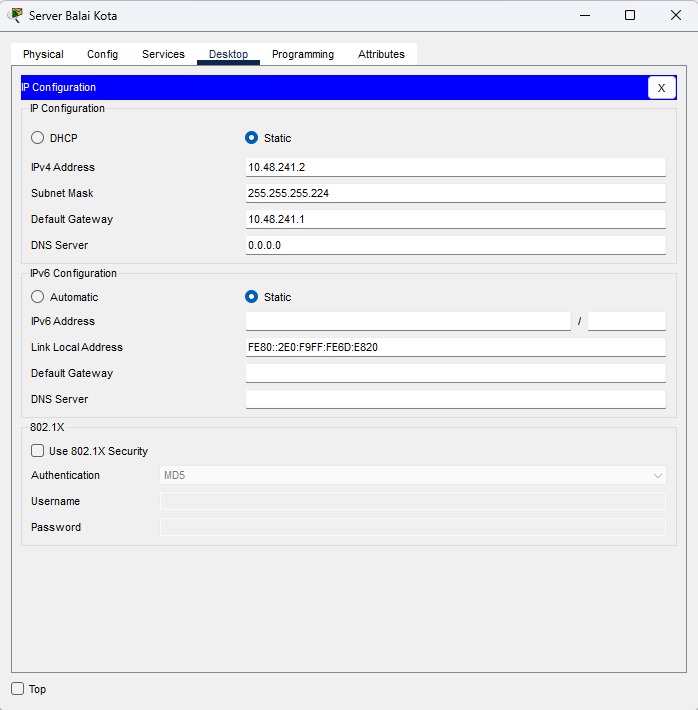 Server Balai Kota
Physical Config Services Desktop Programming Attributes
IP Configuration X
IP Configuration
DHCP Static
IPv4 Address 10.48.241.2
Subnet Mask 255.255.255.224
Default Gateway 10.48.241.1
DNS Server 0.0.0.0
IPv6 Configuration
Automatic Static
IPv6 Address /
Link Local Address FE80::2E0:F9FF:FE6D:E820
Default Gateway
DNS Server
802.1X
Use 802.1X Security
Authentication MD5
Username
Password
Top